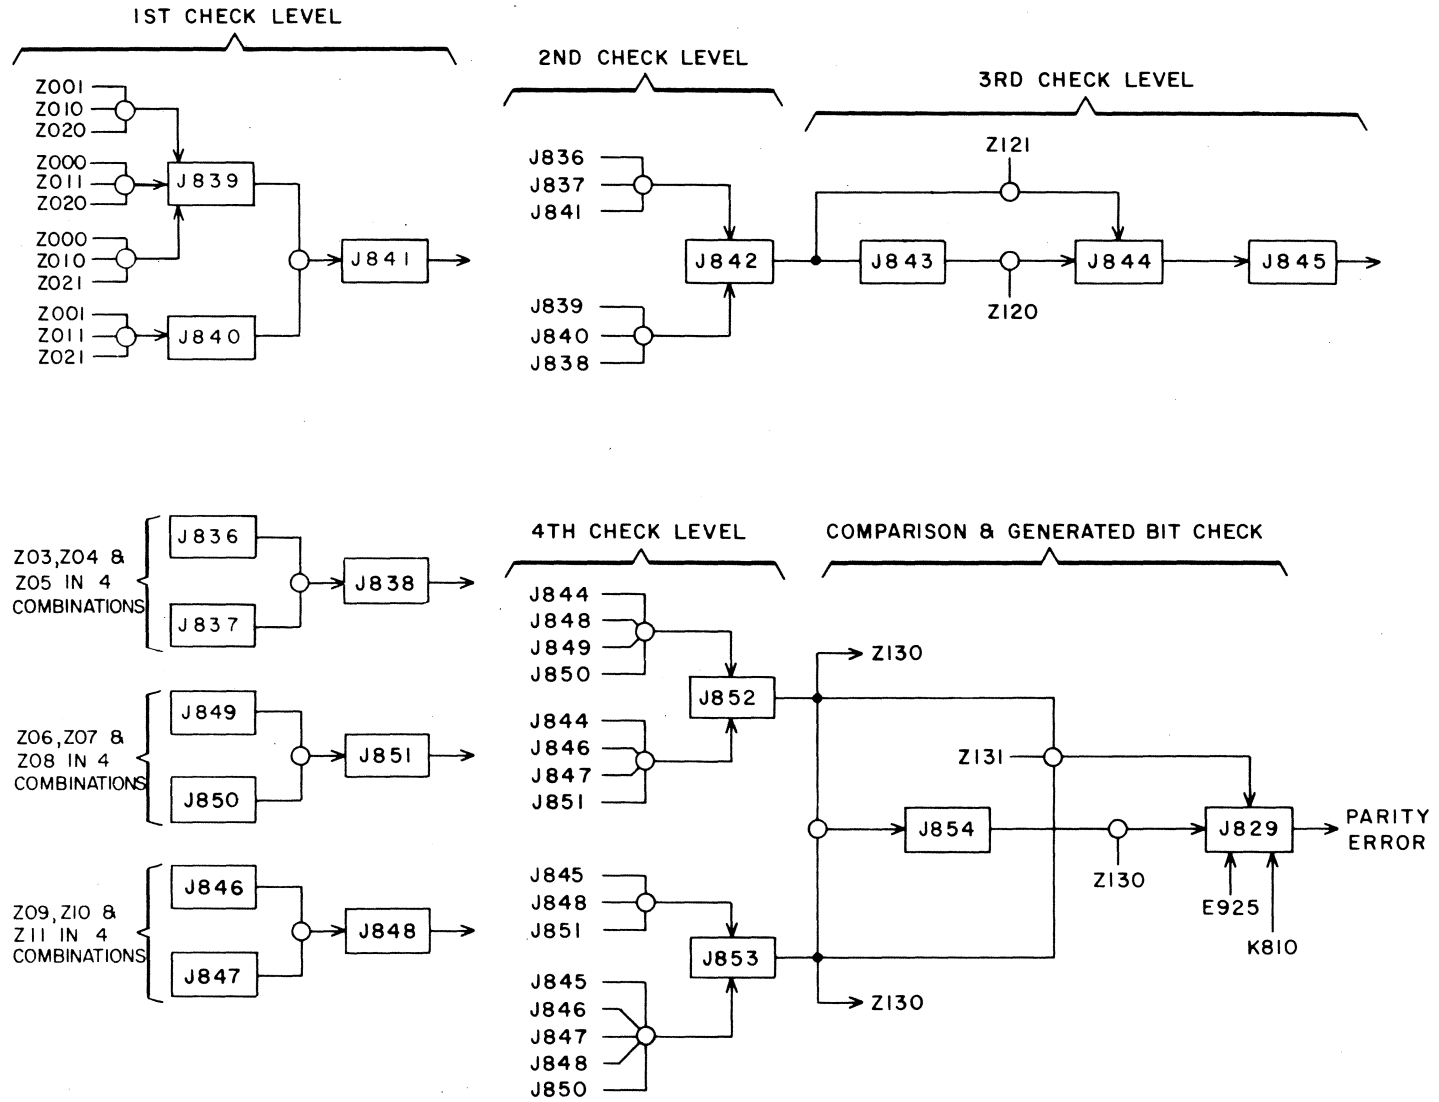 1ST CHECK LEVEL
Z001
Z010
Z020
Z000
Z011
Z020
Z000
Z010
Z021
Z001
Z011
Z021
J839
J840
J841
2ND CHECK LEVEL
J836
J837
J841
J839
J840
J838
J842
3RD CHECK LEVEL
Z121
J843
Z120
J844
J845
Z03, Z04 &
Z05 IN 4
COMBINATIONS
J836
J837
J838
Z06, Z07 &
Z08 IN 4
COMBINATIONS
J849
J850
J851
Z09, Z10 &
Z11 IN 4
COMBINATIONS
J846
J847
J848
4TH CHECK LEVEL
J844
J848
J849
J850
J844
J846
J847
J851
J852
J845
J848
J851
J845
J846
J847
J848
J850
J853
COMPARISON & GENERATED BIT CHECK
Z130
Z131
J854
Z130
J829
E925
K810
PARITY
ERROR
Z130